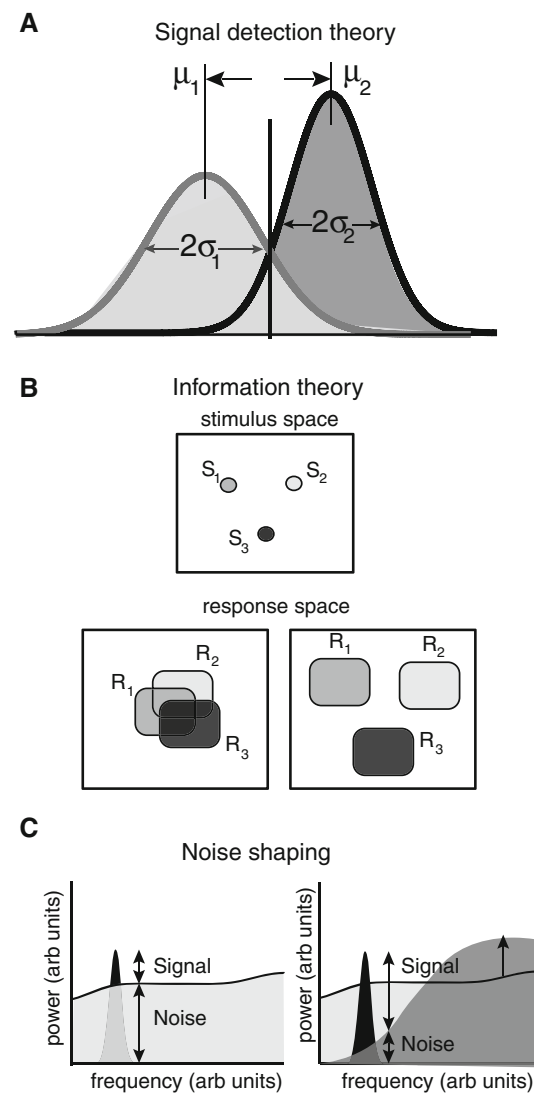 A
Signal detection theory
μ1 μ2
2σ1 2σ2
B
Information theory
stimulus space
S1 S2
S3
response space
R1 R2 R3
R1 R2 R3
C
Noise shaping
power (arb units)
Signal
Noise
frequency (arb units)
power (arb units)
Signal
Noise
frequency (arb units)